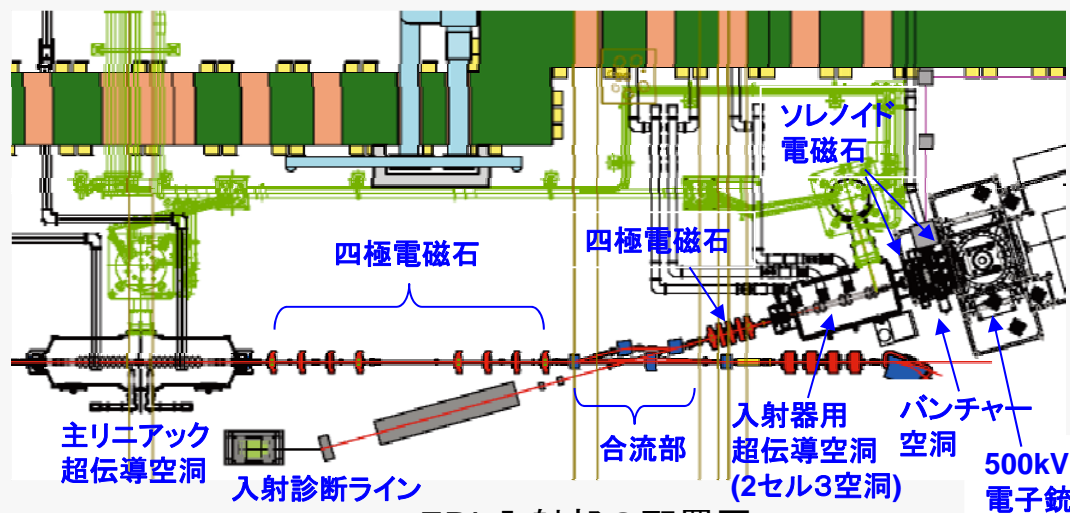 ソレノイド
電磁石
四極電磁石
四極電磁石
主リニアック
超伝導空洞
入射診断ライン
合流部
入射器用
超伝導空洞
(2セル3空洞)
バンチャー
空洞
500kV
電子銃